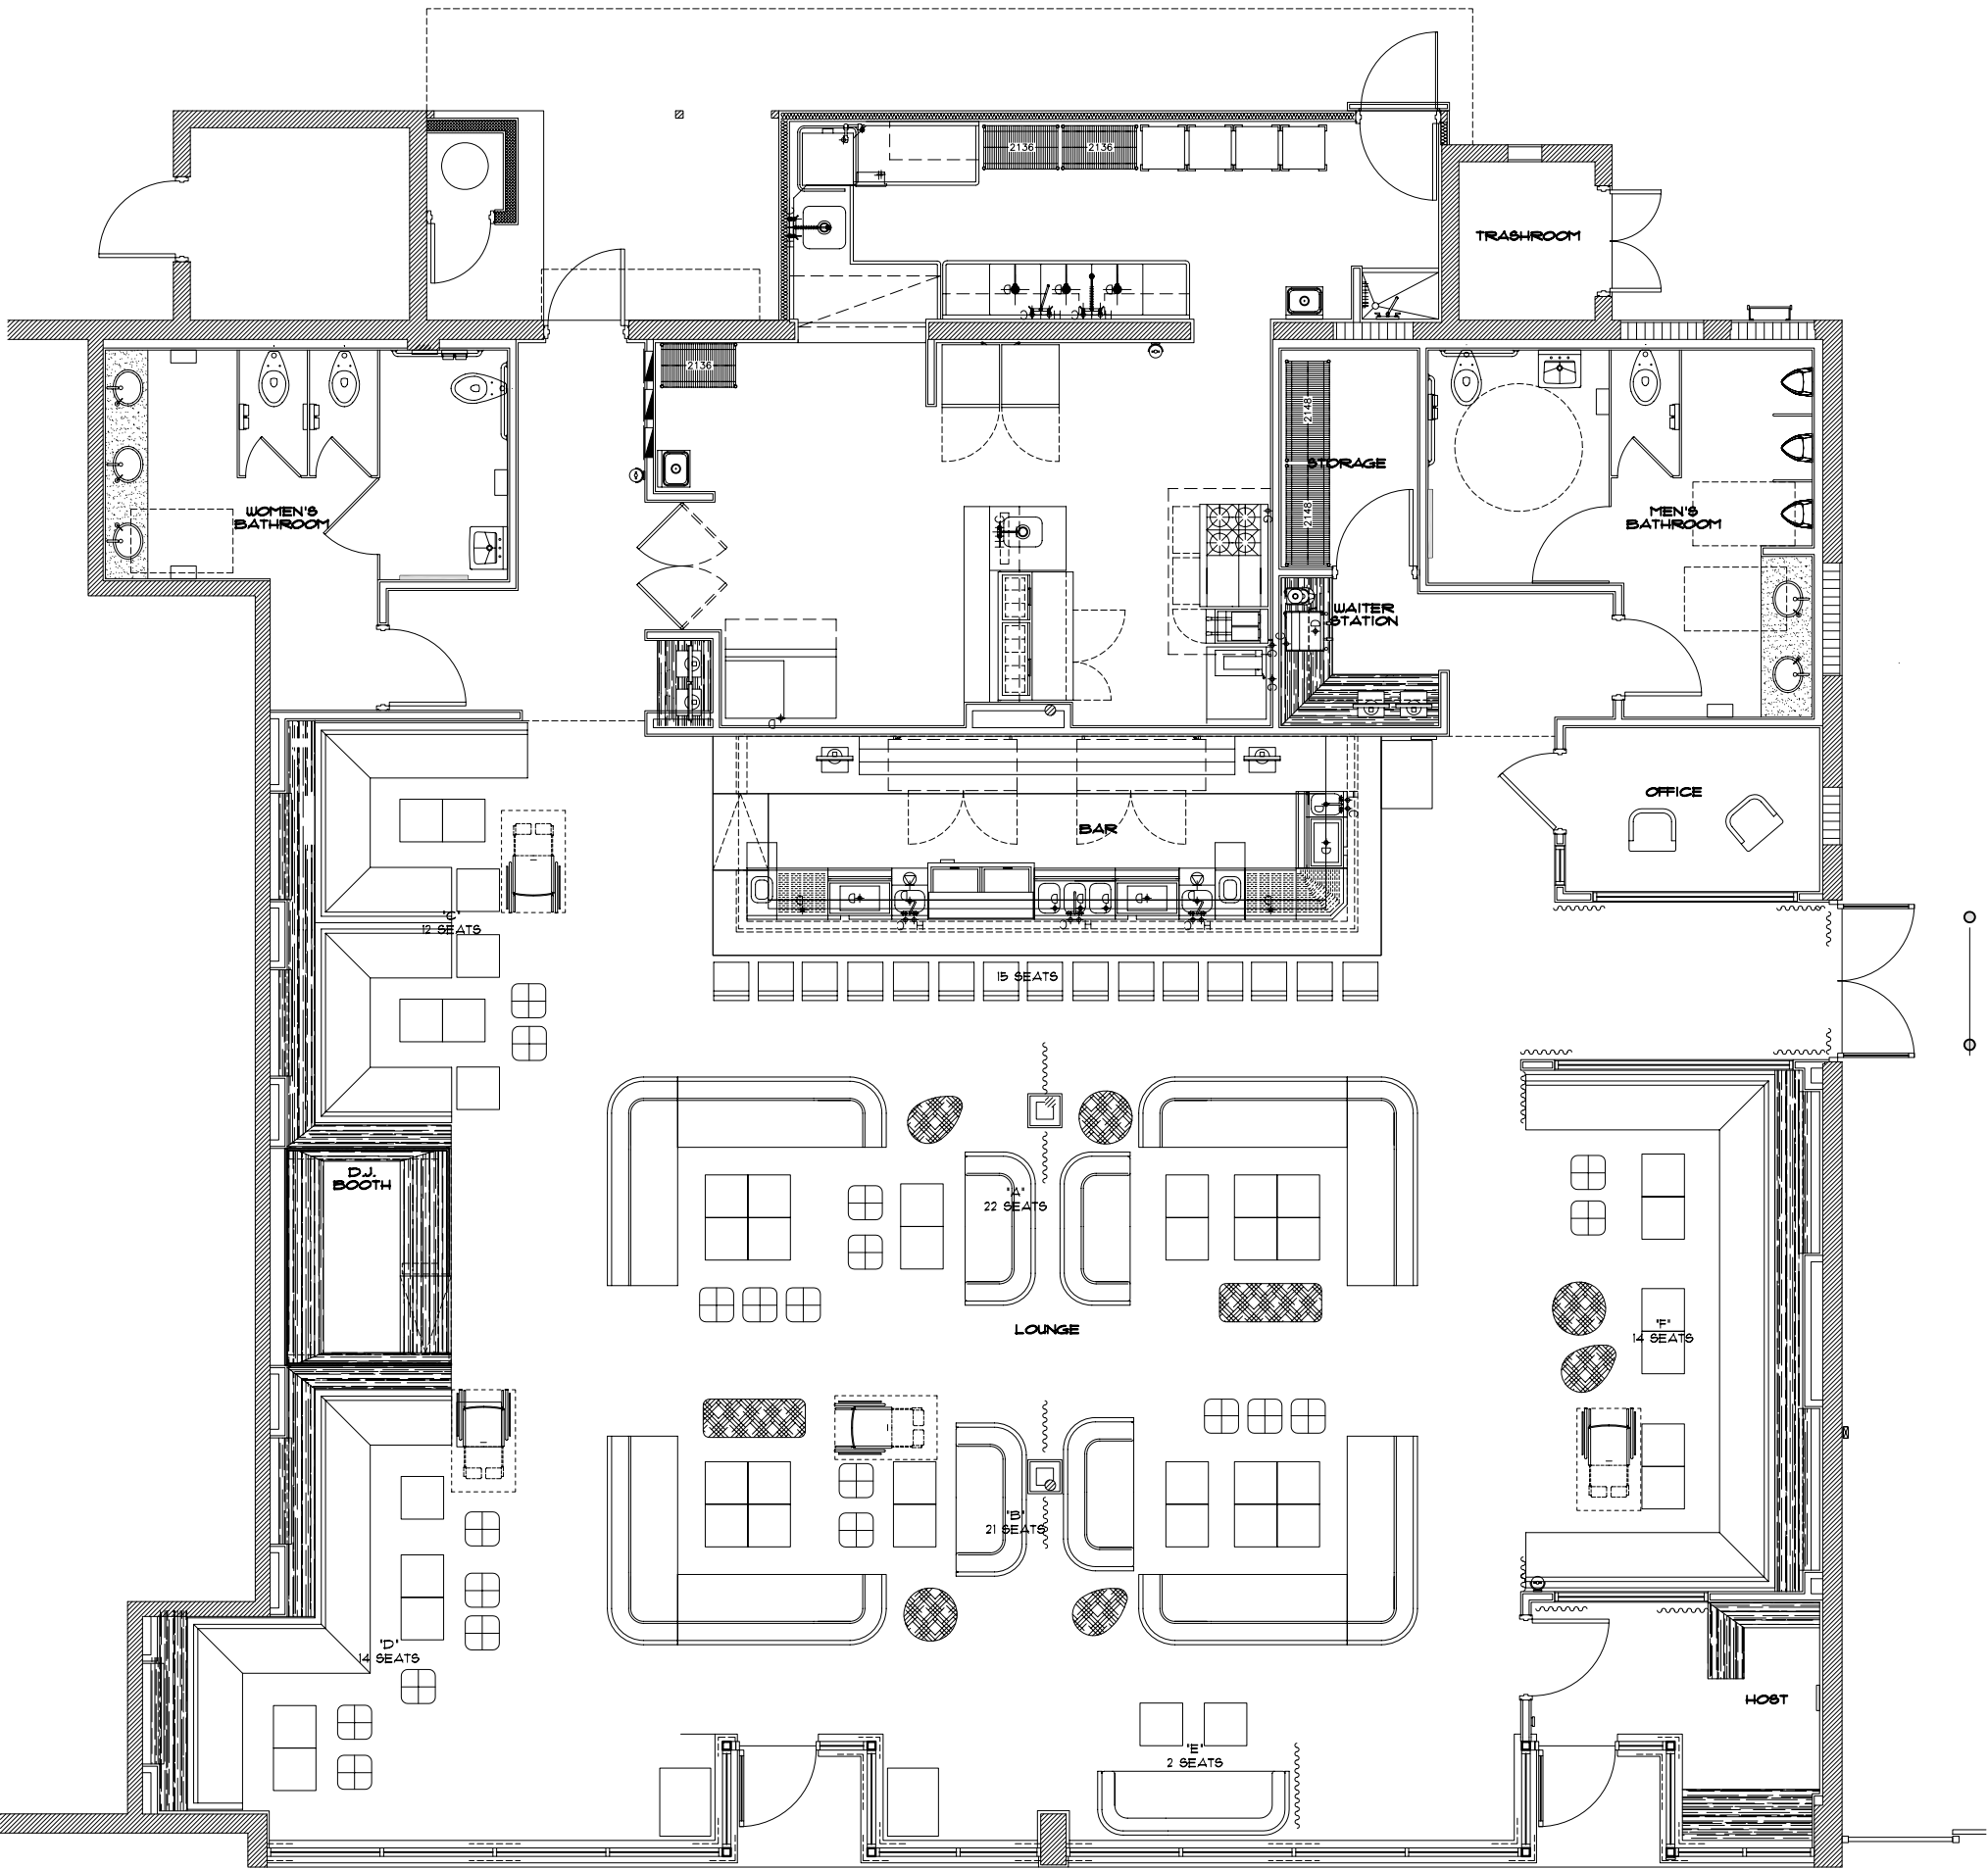 2136
2136
TRASHROOM
2136
2148
STORAGE
2148
WOMEN'S
BATHROOM
MEN'S
BATHROOM
WAITER
STATION
OFFICE
BAR
"C"
12 SEATS
15 SEATS
D.J.
BOOTH
"A"
22 SEATS
LOUNGE
"F"
14 SEATS
"B"
21 SEATS
"D"
14 SEATS
HOST
"E"
2 SEATS